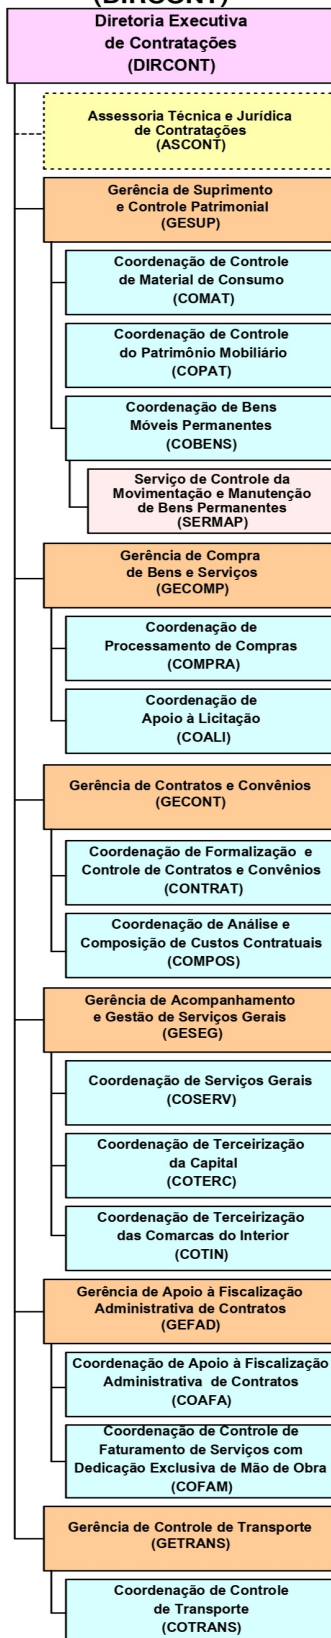 (DIRCONT)
Diretoria Executiva
de Contratações
(DIRCONT)
Assessoria Técnica e Jurídica
de Contratações
(ASCONT)
Gerência de Suprimento
e Controle Patrimonial
(GESUP)
Coordenação de Controle
de Material de Consumo
(COMAT)
Coordenação de Controle
do Patrimônio Mobiliário
(COPAT)
Coordenação de Bens
Móveis Permanentes
(COBENS)
Serviço de Controle da
Movimentação e Manutenção
de Bens Permanentes
(SERMAP)
Gerência de Compra
de Bens e Serviços
(GECOMP)
Coordenação de
Processamento de Compras
(COMPRA)
Coordenação de
Apoio à Licitação
(COALI)
Gerência de Contratos e Convênios
(GECONT)
Coordenação de Formalização e
Controle de Contratos e Convênios
(CONTRAT)
Coordenação de Análise e
Composição de Custos Contratuais
(COMPOS)
Gerência de Acompanhamento
e Gestão de Serviços Gerais
(GESEG)
Coordenação de Serviços Gerais
(COSERV)
Coordenação de Terceirização
da Capital
(COTERC)
Coordenação de Terceirização
das Comarcas do Interior
(COTIN)
Gerência de Apoio à Fiscalização
Administrativa de Contratos
(GEFAD)
Coordenação de Apoio à Fiscalização
Administrativa de Contratos
(COAFA)
Coordenação de Controle de
Faturamento de Serviços com
Dedicação Exclusiva de Mão de Obra
(COFAM)
Gerência de Controle de Transporte
(GETRANS)
Coordenação de Controle
de Transporte
(COTRANS)